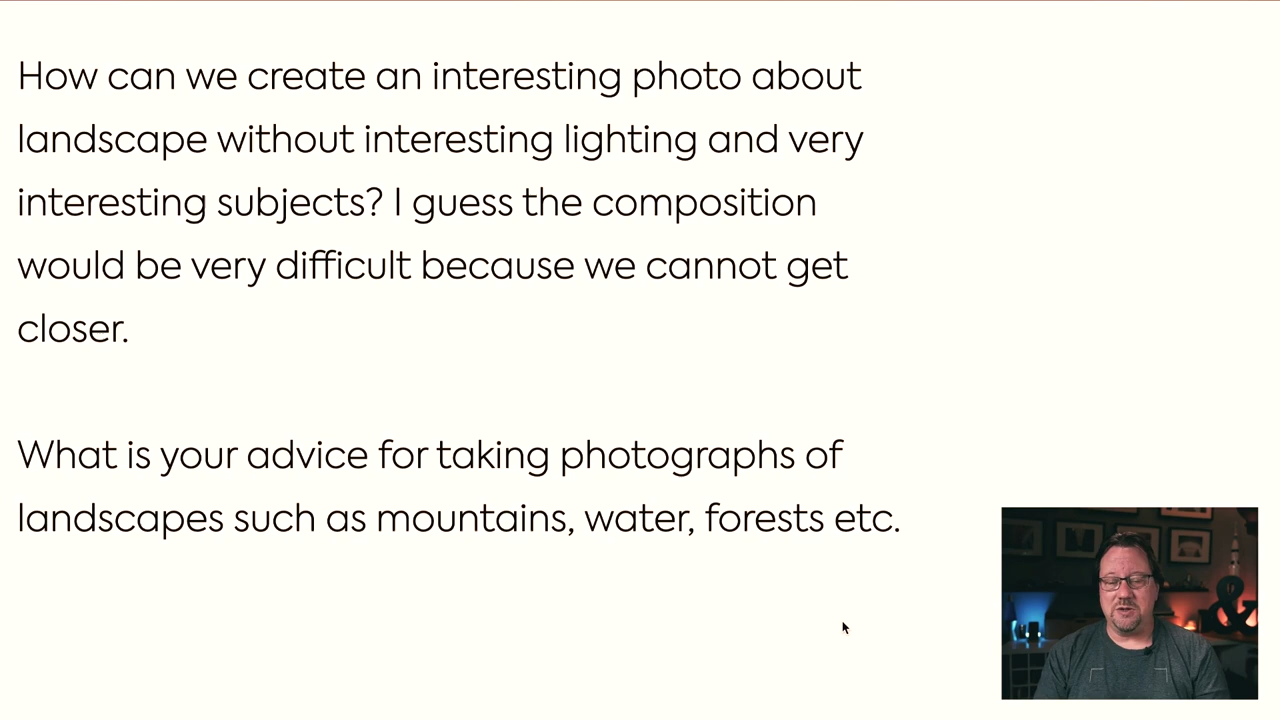 How can we create an interesting photo about
landscape without interesting lighting and very
interesting subjects? I guess the composition
would be very difficult because we cannot get
closer.
What is your advice for taking photographs of
landscapes such as mountains, water, forests etc.
&